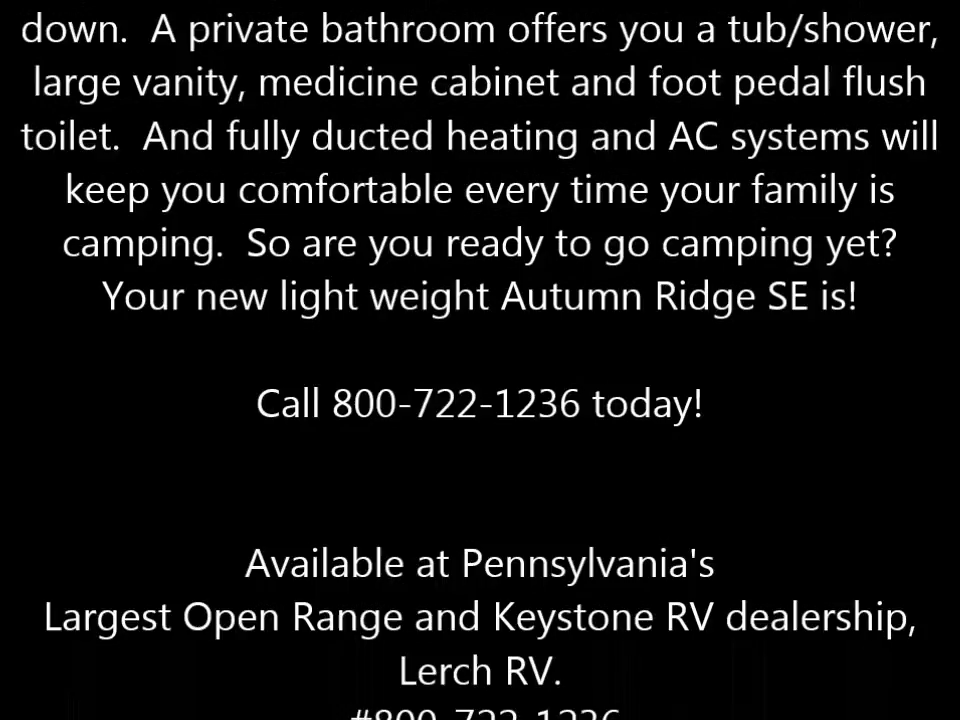 down.  A private bathroom offers you a tub/shower,
large vanity, medicine cabinet and foot pedal flush
toilet.  And fully ducted heating and AC systems will
keep you comfortable every time your family is
camping.  So are you ready to go camping yet?
Your new light weight Autumn Ridge SE is!
Call 800-722-1236 today!
Available at Pennsylvania's
Largest Open Range and Keystone RV dealership,
Lerch RV.
#800-722-1236